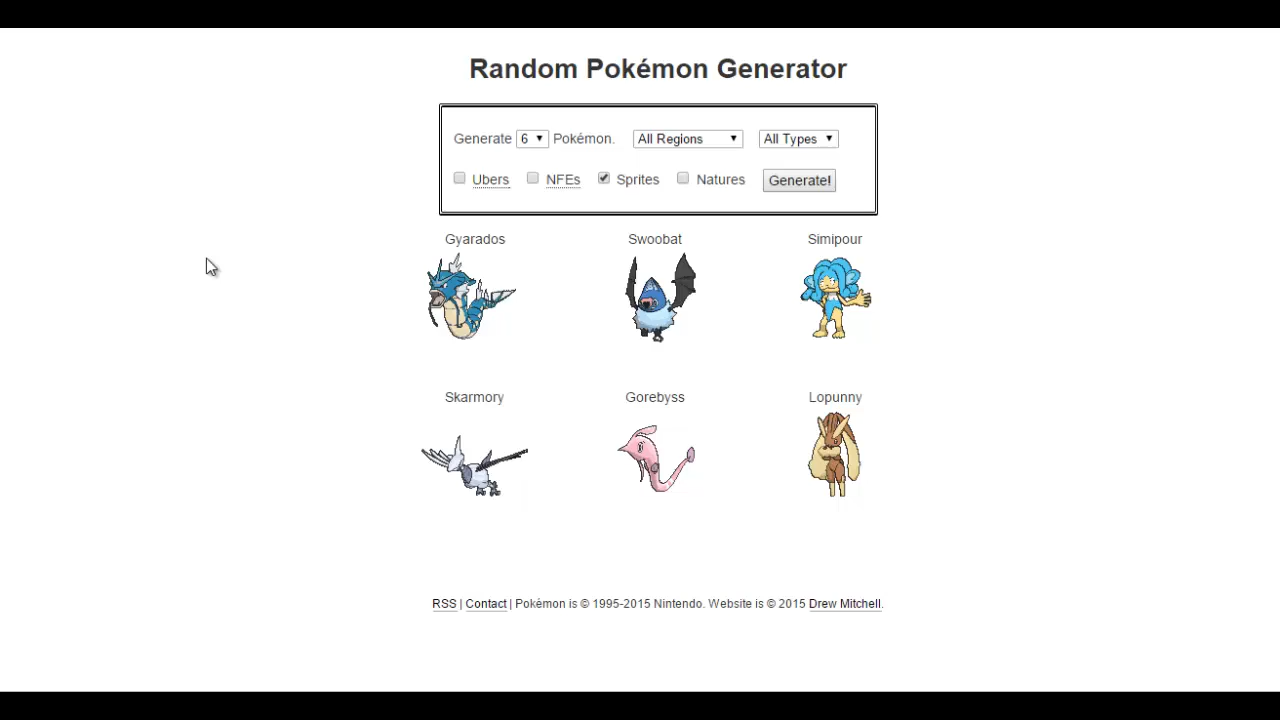 Random Pokémon Generator
Generate 6 Pokémon. All Regions All Types
Ubers NFEs Sprites Natures Generate!
Gyarados Swoobat Simipour
Skarmory Gorebyss Lopunny
RSS | Contact | Pokémon is © 1995-2015 Nintendo. Website is © 2015 Drew Mitchell.